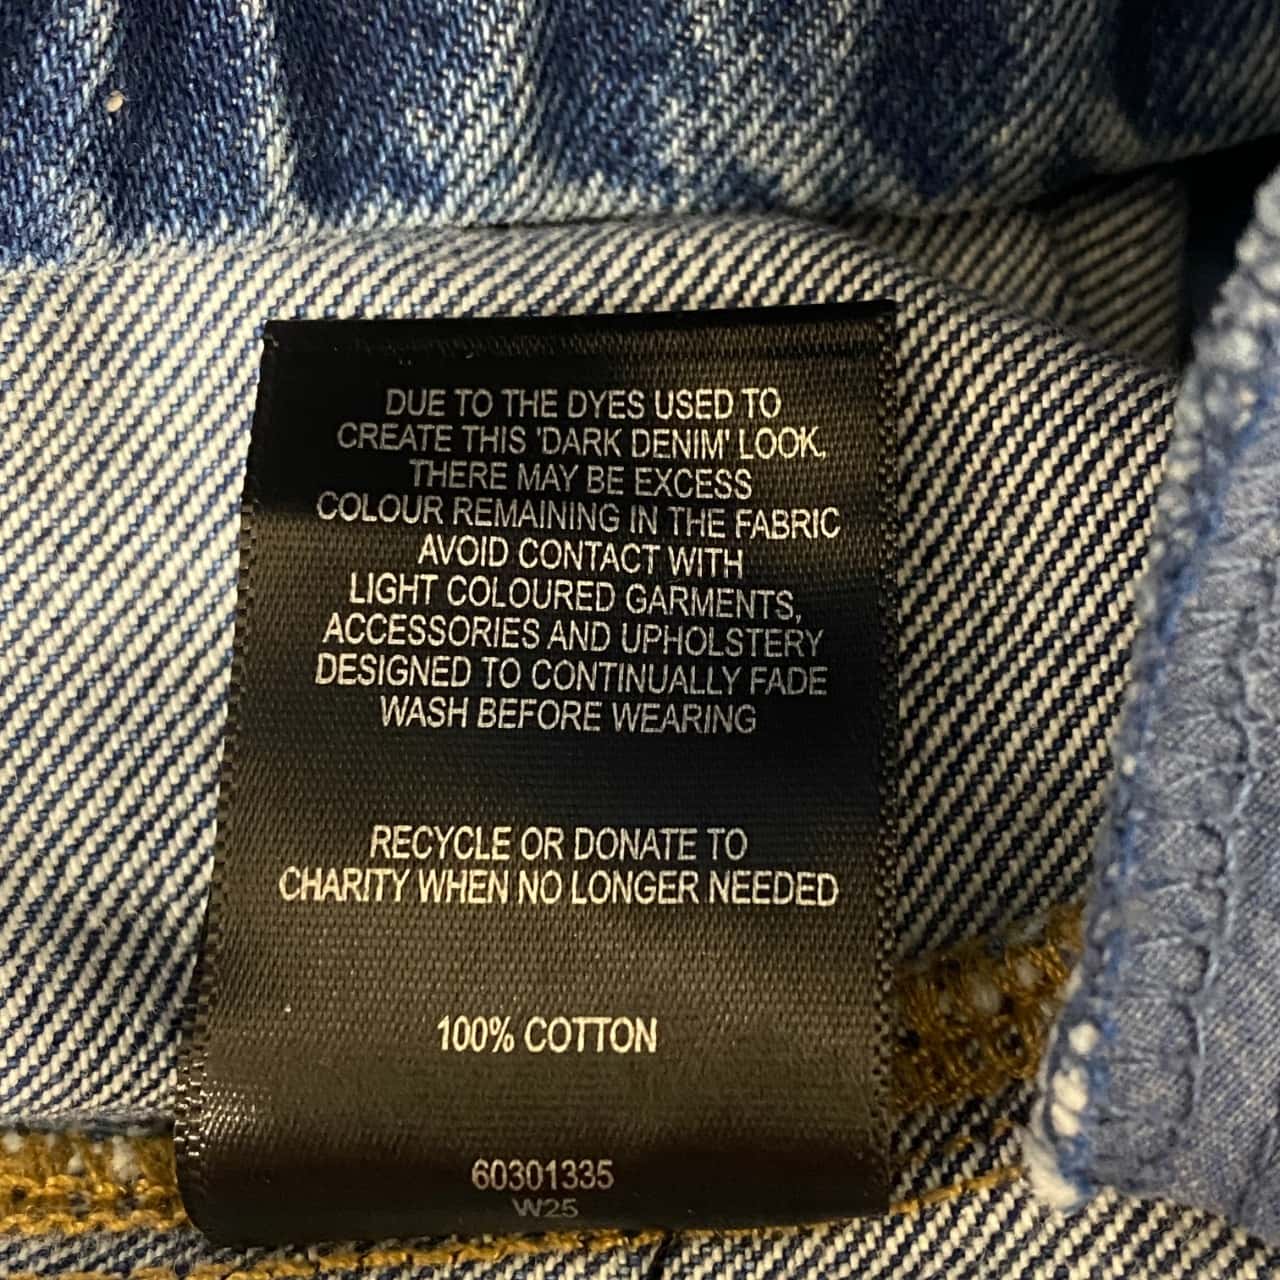 DUE TO THE DYES USED TO
CREATE THIS 'DARK DENIM' LOOK,
THERE MAY BE EXCESS
COLOUR REMAINING IN THE FABRIC
AVOID CONTACT WITH
LIGHT COLOURED GARMENTS,
ACCESSORIES AND UPHOLSTERY
DESIGNED TO CONTINUALLY FADE
WASH BEFORE WEARING
RECYCLE OR DONATE TO
CHARITY WHEN NO LONGER NEEDED
100% COTTON
60301335
W25